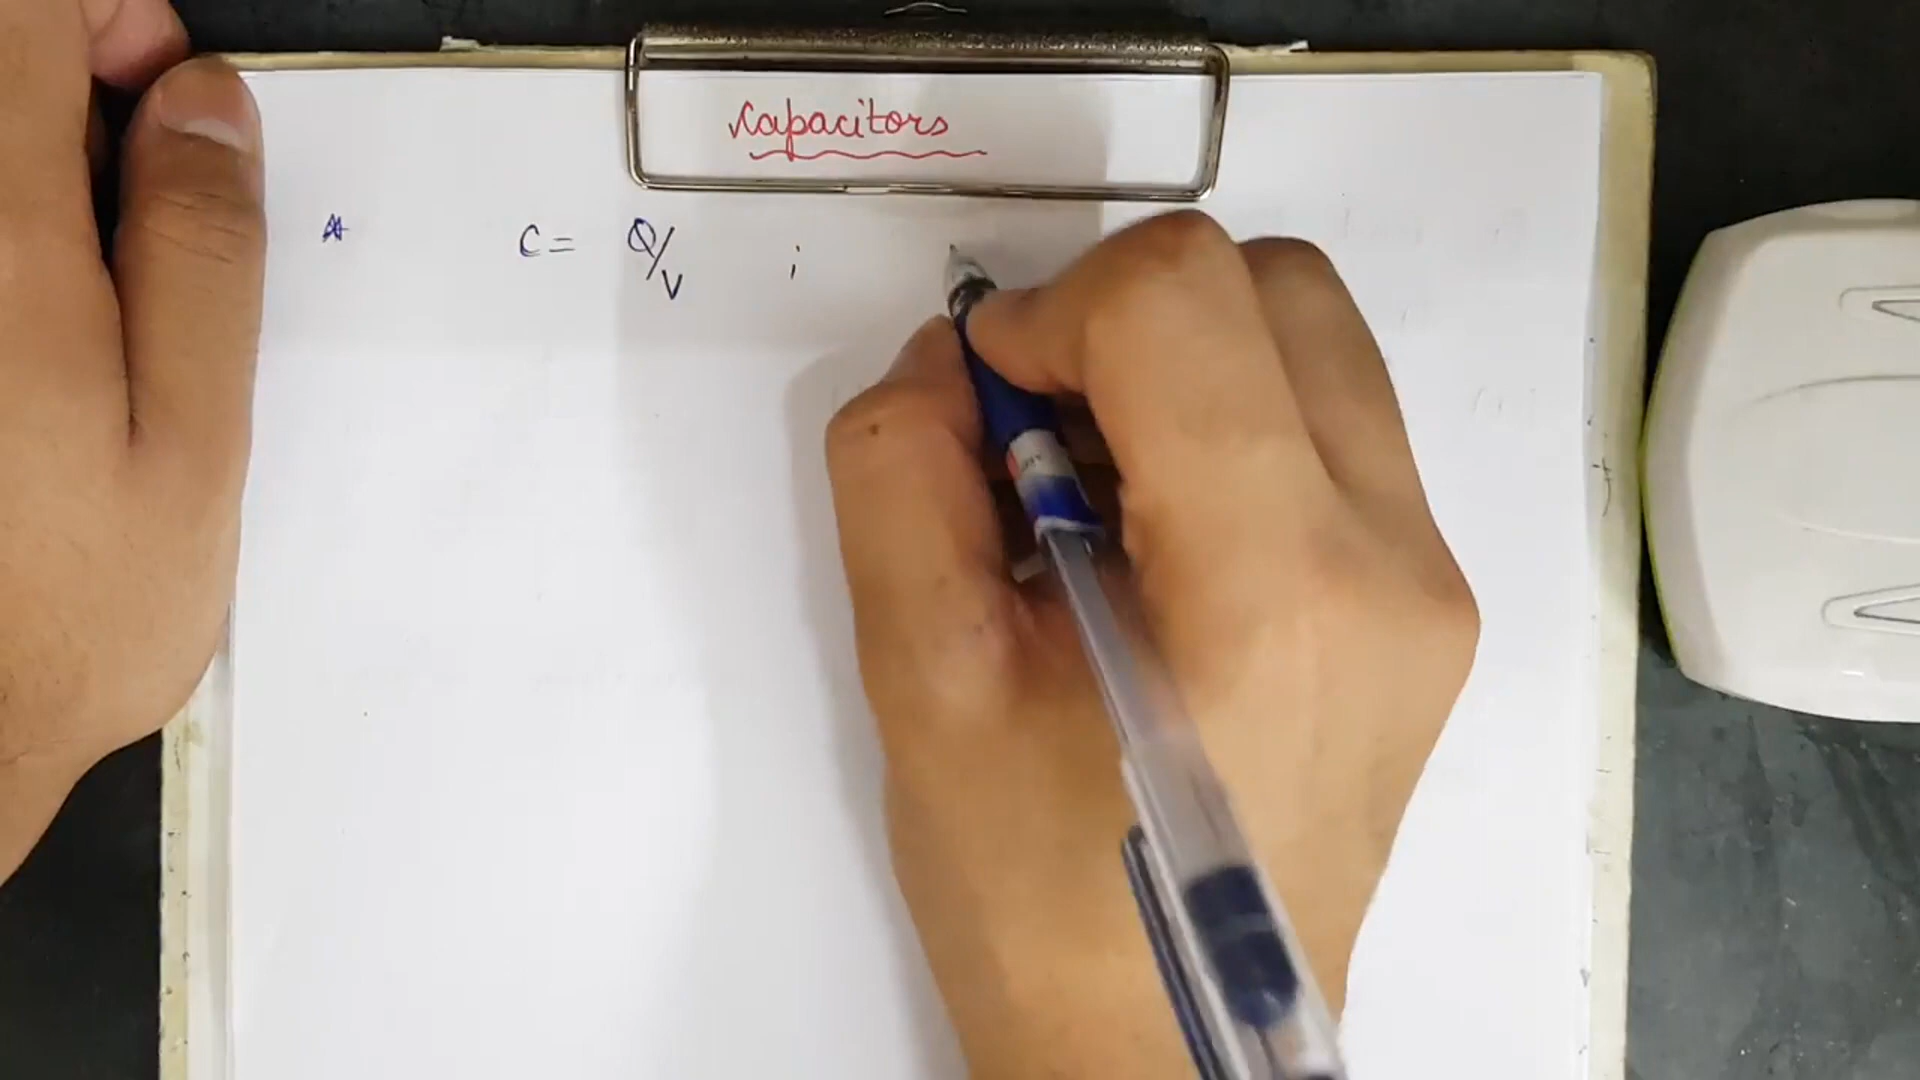 Capacitors
C = Q/V ;